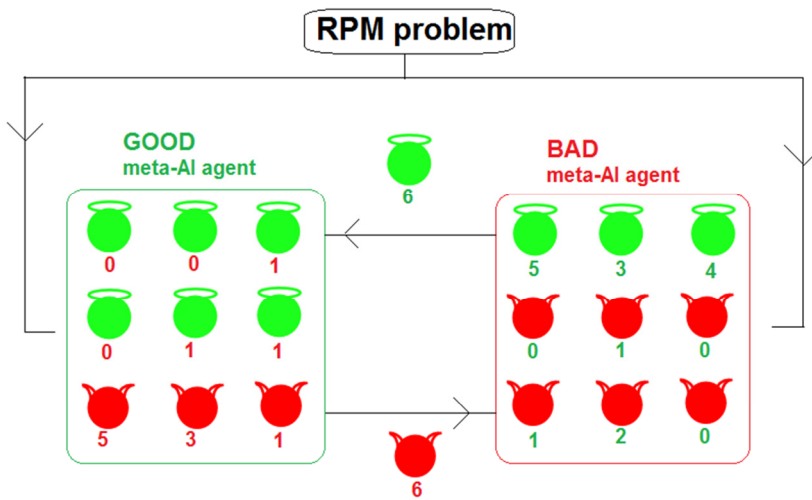 RPM problem
GOOD
meta-AI agent
6
BAD
meta-AI agent
0 0 1
5 3 4
0 1 1
0 1 0
5 3 1
1 2 0
6